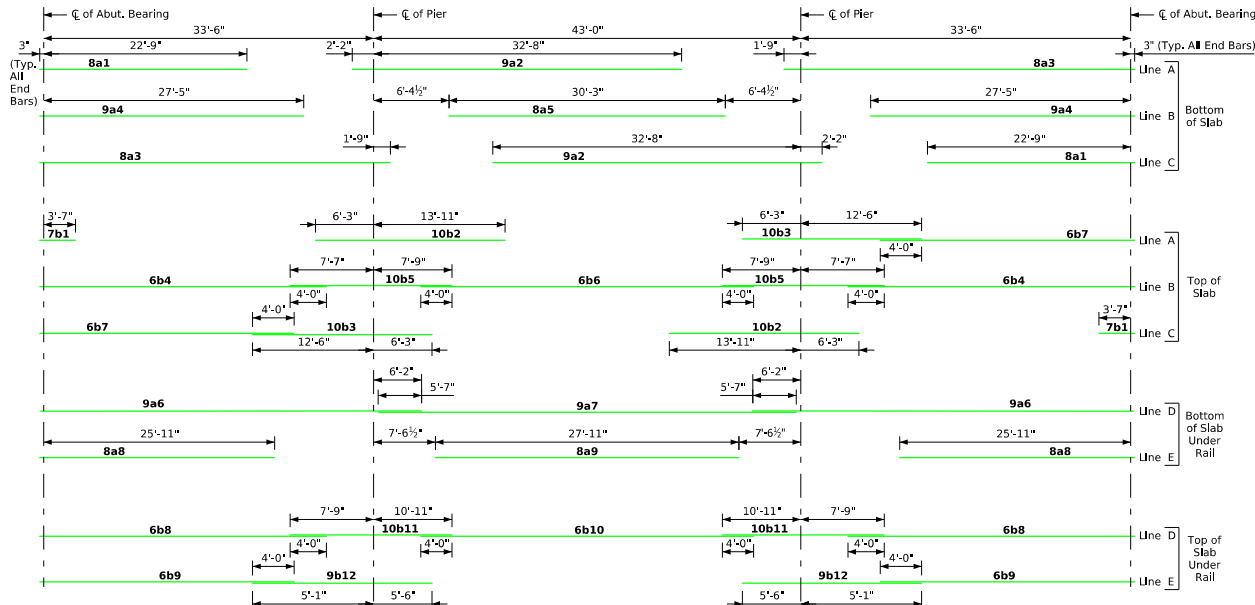 ℄ of Abut. Bearing ℄ of Pier ℄ of Pier ℄ of Abut. Bearing
33'-6" 43'-0" 33'-6"
3" 22'-9" 2'-2" 32'-8" 1'-9" 3" (Typ. All End Bars)
(Typ. All End Bars)
8a1 9a2 8a3 Line A
27'-5" 6'-4½" 30'-3" 6'-4½" 27'-5"
9a4 8a5 9a4 Line B
Bottom of Slab
1'-9" 32'-8" 2'-2" 22'-9"
8a3 9a2 8a1 Line C
3'-7" 6'-3" 13'-11" 6'-3" 12'-6"
7b1 10b2 10b3 6b7 Line A
4'-0"
7'-7" 7'-9" 7'-9" 7'-7"
6b4 10b5 6b6 10b5 6b4 Line B
Top of Slab
4'-0" 4'-0" 4'-0" 4'-0"
4'-0" 3'-7"
6b7 10b3 10b2 7b1 Line C
12'-6" 6'-3" 13'-11" 6'-3"
6'-2" 6'-2"
5'-7" 5'-7"
9a6 9a7 9a6 Line D
Bottom of Slab Under Rail
25'-11" 7'-6½" 27'-11" 7'-6½" 25'-11"
8a8 8a9 8a8 Line E
7'-9" 10'-11" 10'-11" 7'-9"
6b8 10b11 6b10 10b11 6b8 Line D
4'-0" 4'-0" 4'-0" 4'-0"
Top of Slab Under Rail
4'-0" 4'-0"
6b9 9b12 9b12 6b9 Line E
5'-1" 5'-6" 5'-6" 5'-1"